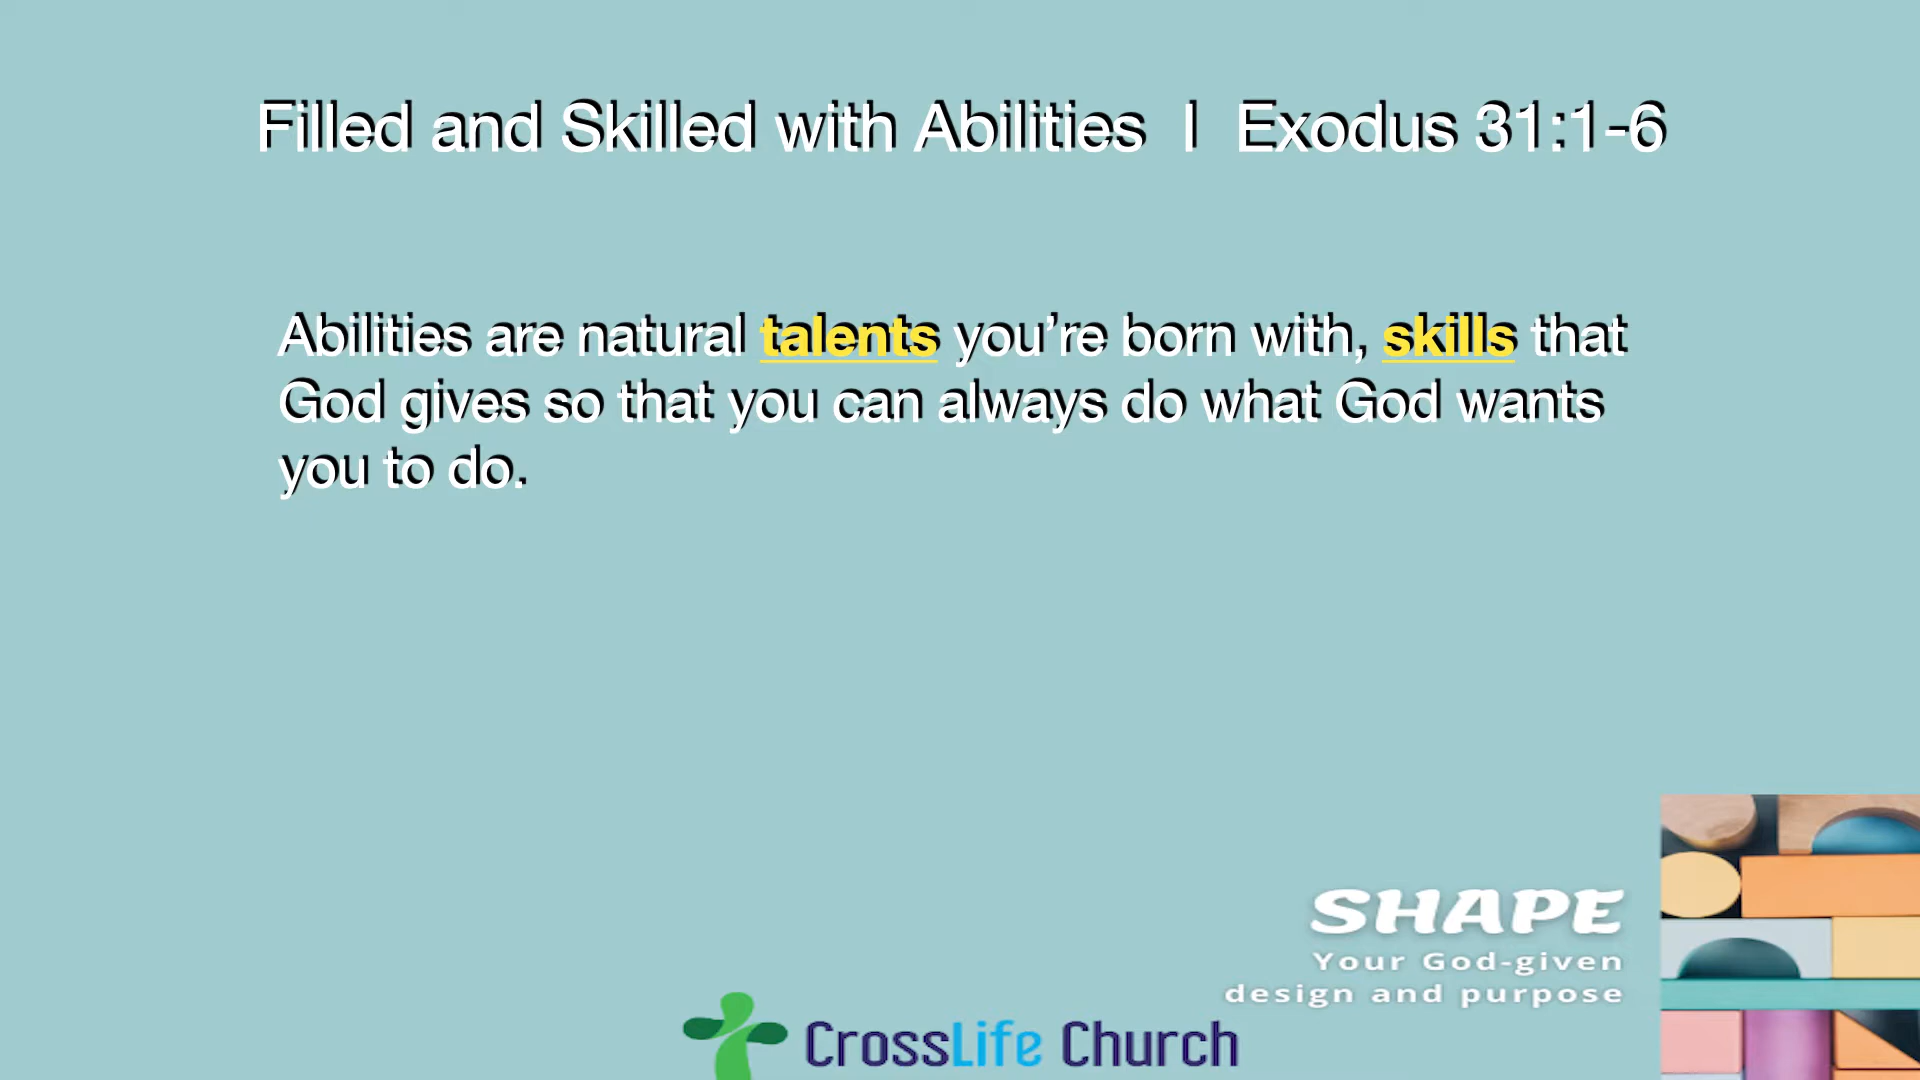 Filled and Skilled with Abilities | Exodus 31:1-6
Abilities are natural talents you’re born with, skills that
God gives so that you can always do what God wants
you to do.
SHAPE
Your God-given
design and purpose
CrossLife Church